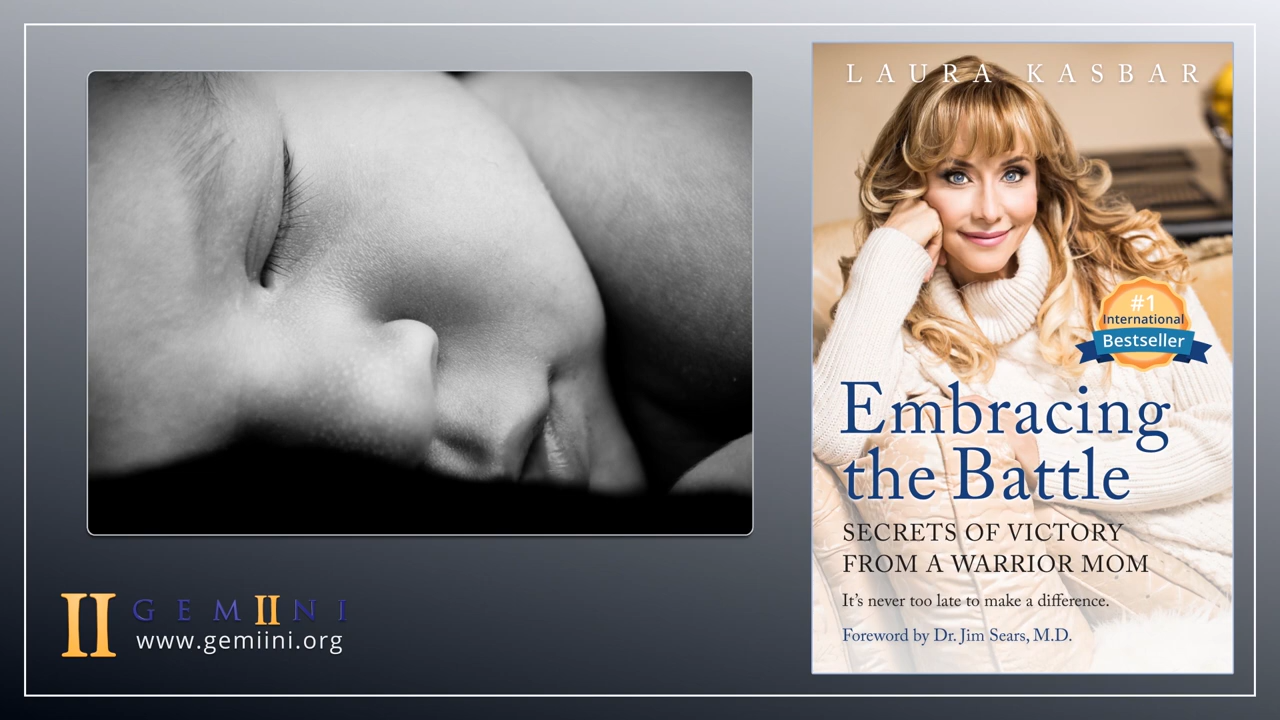 LAURA KASBAR
#1
International
Bestseller
Embracing
the Battle
SECRETS OF VICTORY
FROM A WARRIOR MOM
It's never too late to make a difference.
Foreword by Dr. Jim Sears, M.D.
II GEMIINI
www.gemiini.org